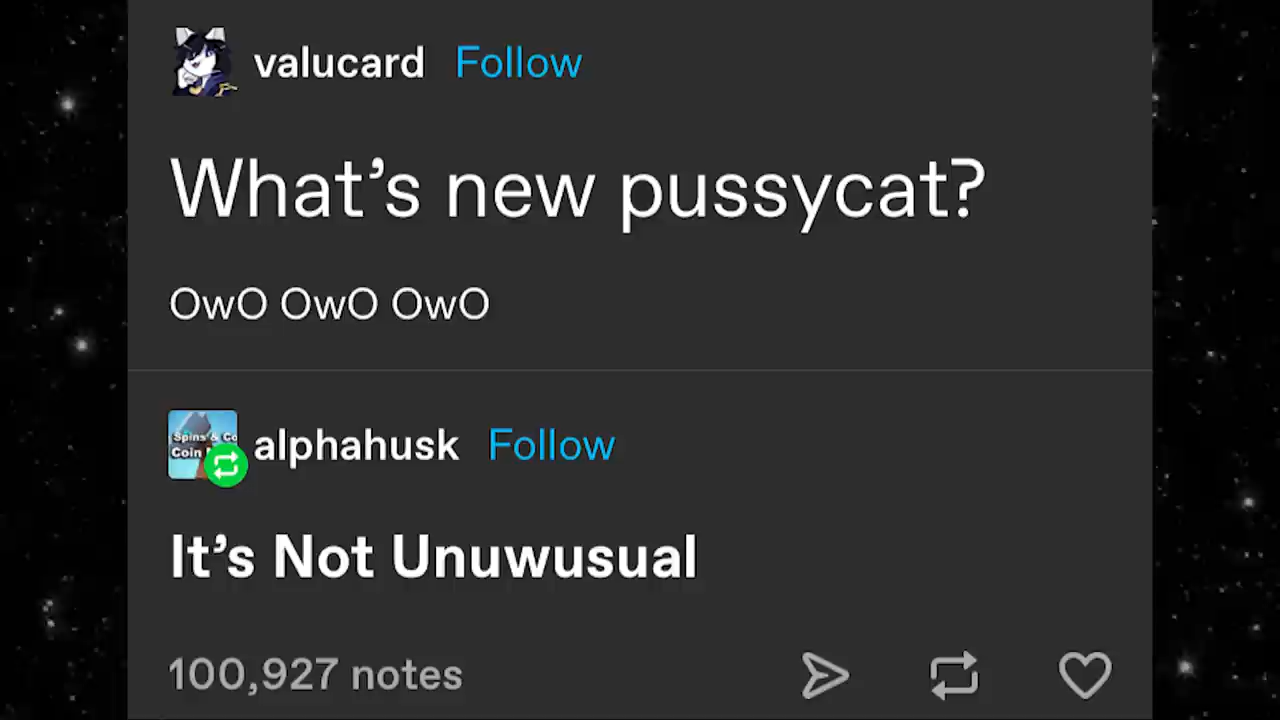 valucard Follow
What’s new pussycat?
OwO OwO OwO
Spins & Co
Coin
alphahusk Follow
It’s Not Unuwusual
100,927 notes